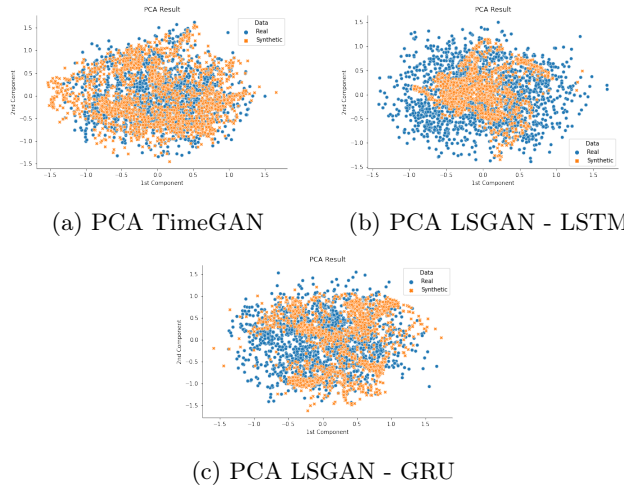 PCA Result
Data
Real
Synthetic
2nd Component
1.5
1.0
0.5
0.0
−0.5
−1.0
−1.5
−1.5 −1.0 −0.5 0.0 0.5 1.0 1.5
1st Component
(a) PCA TimeGAN
PCA Result
2nd Component
1.5
1.0
0.5
0.0
−0.5
−1.0
−1.5
Data
Real
Synthetic
−1.5 −1.0 −0.5 0.0 0.5 1.0 1.5
1st Component
(b) PCA LSGAN - LSTM
PCA Result
Data
Real
Synthetic
2nd Component
1.5
1.0
0.5
0.0
−0.5
−1.0
−1.5
−1.5 −1.0 −0.5 0.0 0.5 1.0 1.5
1st Component
(c) PCA LSGAN - GRU